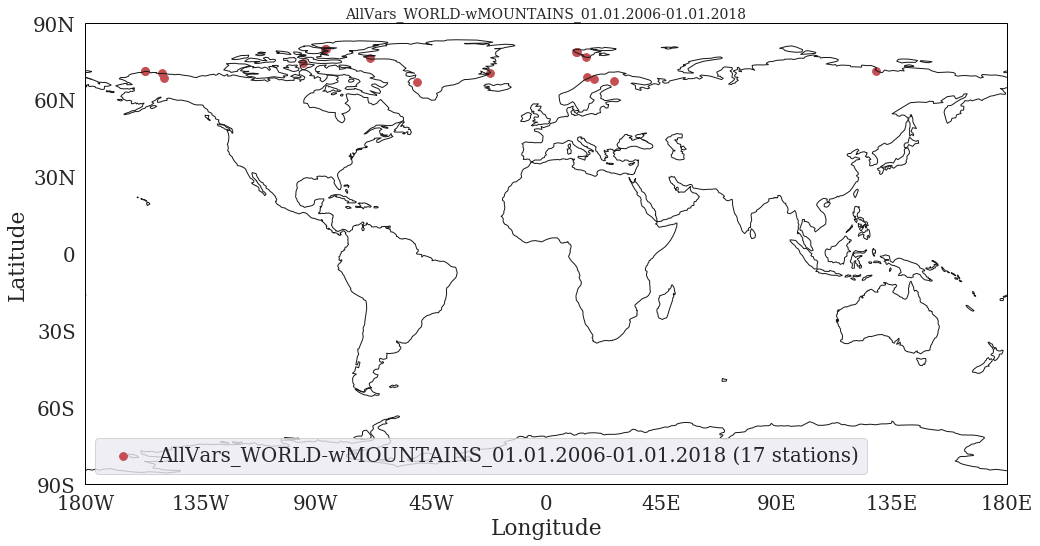 AllVars_WORLD-wMOUNTAINS_01.01.2006-01.01.2018
90N
60N
30N
0
30S
60S
90S
Latitude
AllVars_WORLD-wMOUNTAINS_01.01.2006-01.01.2018 (17 stations)
180W 135W 90W 45W 0 45E 90E 135E 180E
Longitude